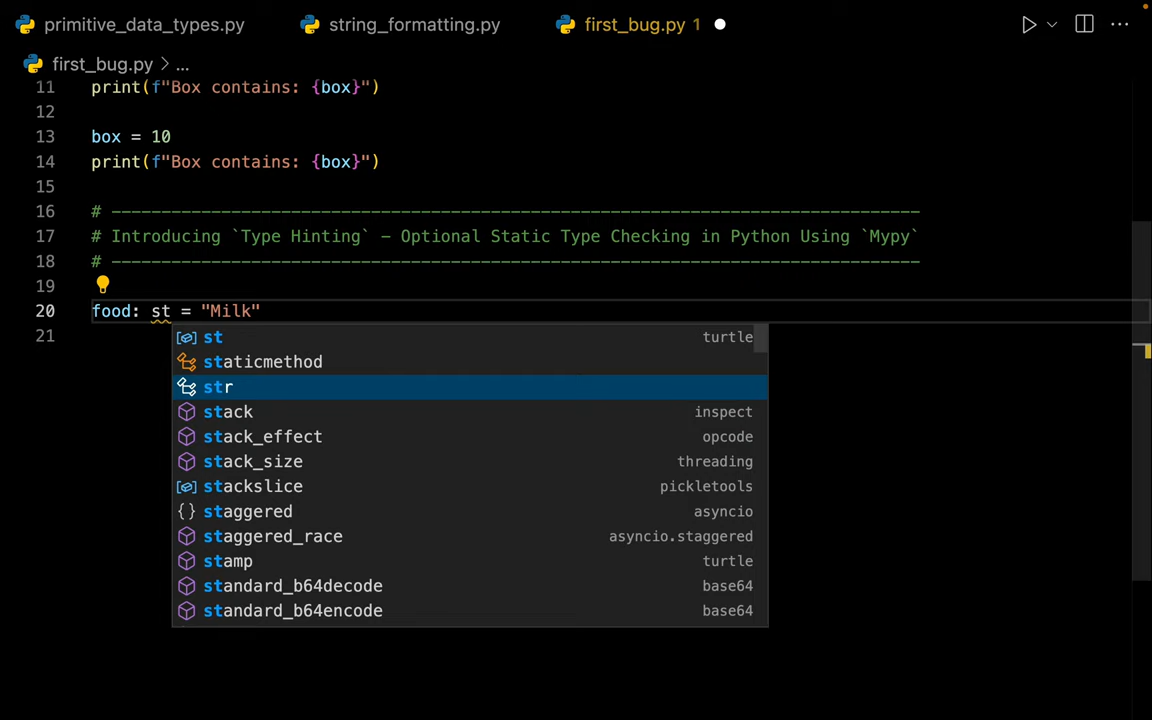 primitive_data_types.py string_formatting.py first_bug.py 1
first_bug.py > ...
11 print(f"Box contains: {box}")
12
13 box = 10
14 print(f"Box contains: {box}")
15
16 # ---------------------------------------------------------------------------------
17 # Introducing `Type Hinting` - Optional Static Type Checking in Python Using `Mypy`
18 # ---------------------------------------------------------------------------------
19
20 food: st = "Milk"
21
st turtle
staticmethod
str
stack inspect
stack_effect opcode
stack_size threading
stackslice pickletools
{} staggered asyncio
staggered_race asyncio.staggered
stamp turtle
standard_b64decode base64
standard_b64encode base64